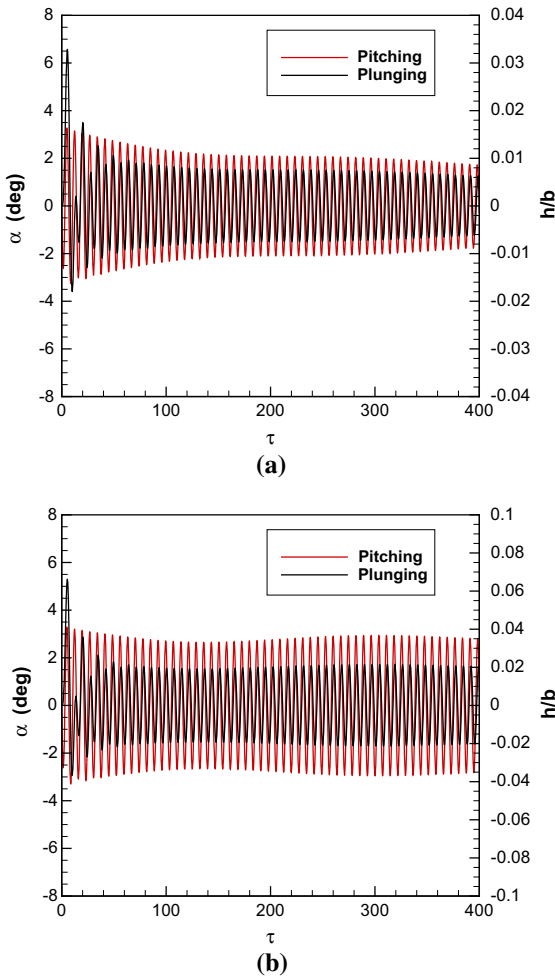 8
6
4
2
0
-2
-4
-6
-8
α (deg)
0.04
0.03
0.02
0.01
0
-0.01
-0.02
-0.03
-0.04
h/b
Pitching
Plunging
0 100 200 300 400
τ
(a)
8
6
4
2
0
-2
-4
-6
-8
α (deg)
0.1
0.08
0.06
0.04
0.02
0
-0.02
-0.04
-0.06
-0.08
-0.1
h/b
Pitching
Plunging
0 100 200 300 400
τ
(b)